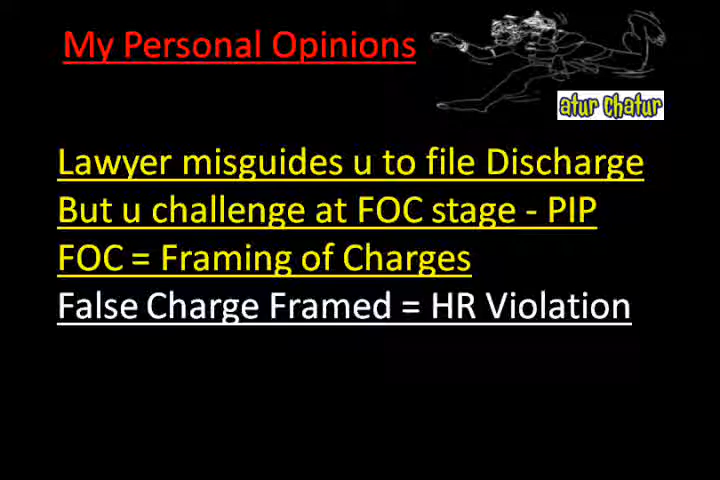 My Personal Opinions
atur chatur
Lawyer misguides u to file Discharge
But u challenge at FOC stage - PIP
FOC = Framing of Charges
False Charge Framed = HR Violation